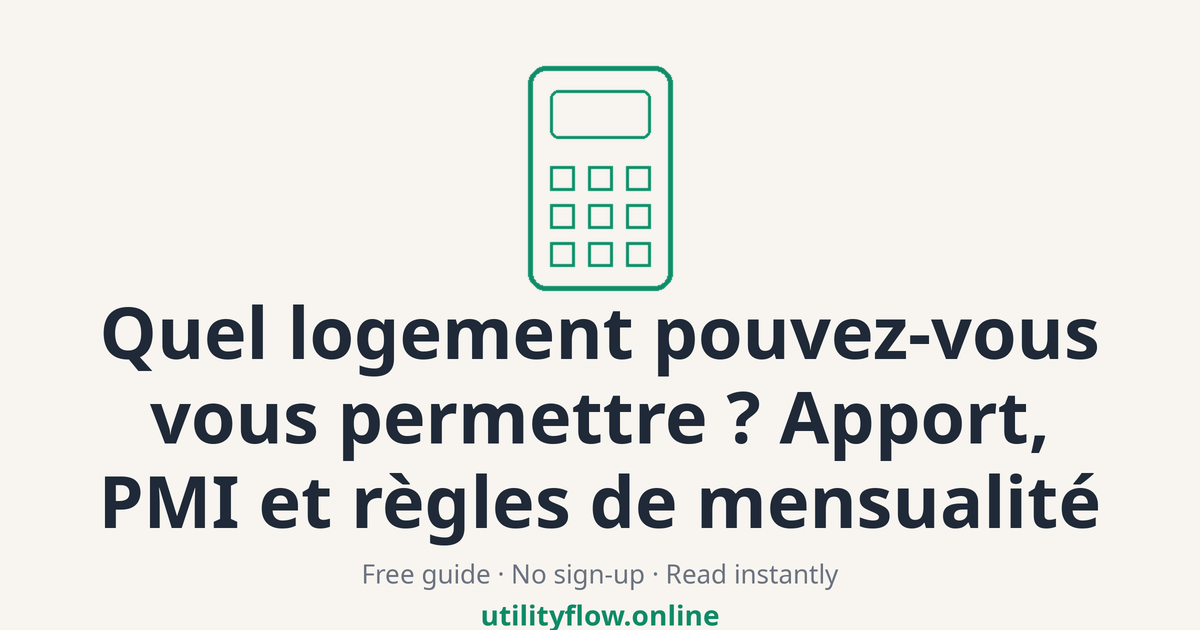 Quel logement pouvez-vous
vous permettre ? Apport,
PMI et règles de mensualité
Free guide · No sign-up · Read instantly
utilityflow.online